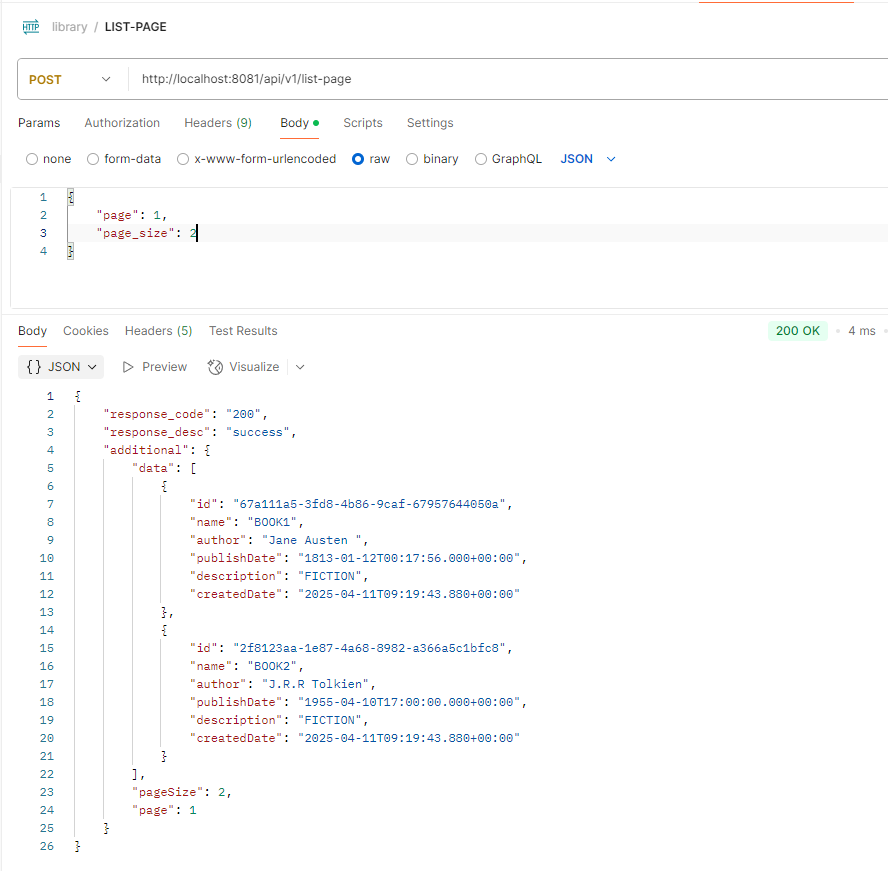 HTTP library / LIST-PAGE
POST http://localhost:8081/api/v1/list-page
Params Authorization Headers (9) Body Scripts Settings
none form-data x-www-form-urlencoded raw binary GraphQL JSON
1 {
2 "page": 1,
3 "page_size": 2
4 }
Body Cookies Headers (5) Test Results 200 OK 4 ms
{} JSON Preview Visualize
1 {
2 "response_code": "200",
3 "response_desc": "success",
4 "additional": {
5 "data": [
6 {
7 "id": "67a111a5-3fd8-4b86-9caf-67957644050a",
8 "name": "BOOK1",
9 "author": "Jane Austen ",
10 "publishDate": "1813-01-12T00:17:56.000+00:00",
11 "description": "FICTION",
12 "createdDate": "2025-04-11T09:19:43.880+00:00"
13 },
14 {
15 "id": "2f8123aa-1e87-4a68-8982-a366a5c1bfc8",
16 "name": "BOOK2",
17 "author": "J.R.R Tolkien",
18 "publishDate": "1955-04-10T17:00:00.000+00:00",
19 "description": "FICTION",
20 "createdDate": "2025-04-11T09:19:43.880+00:00"
21 }
22 ],
23 "pageSize": 2,
24 "page": 1
25 }
26 }